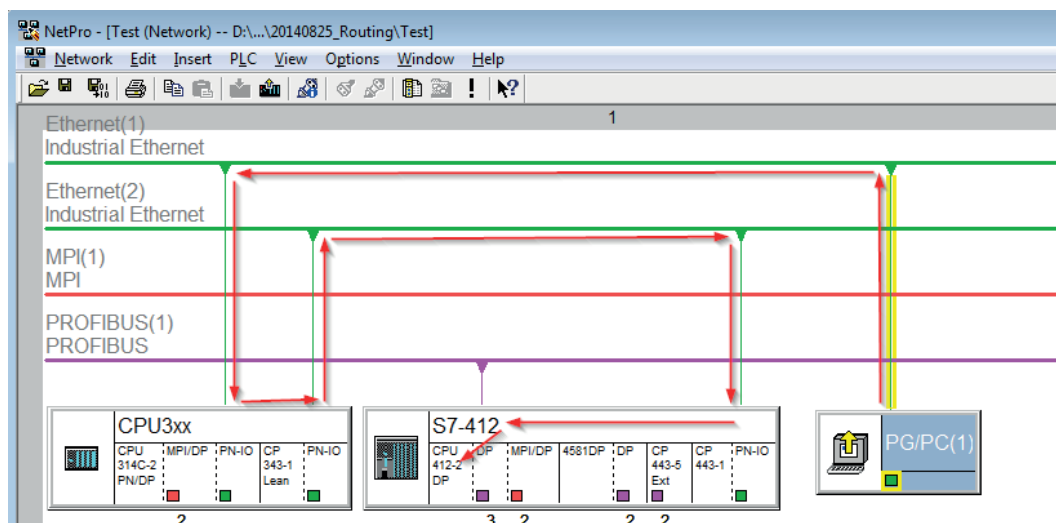 NetPro - [Test (Network) -- D:\...\20140825_Routing\Test]
Network Edit Insert PLC View Options Window Help
1
Ethernet(1)
Industrial Ethernet
Ethernet(2)
Industrial Ethernet
MPI(1)
MPI
PROFIBUS(1)
PROFIBUS
CPU3xx
CPU 314C-2 PN/DP
MPI/DP
PN-IO
CP 343-1 Lean
PN-IO
2
S7-412
CPU 412-2 DP
DP
MPI/DP
4581DP
DP
CP 443-5 Ext
CP 443-1
PN-IO
3 2 2 2
PG/PC(1)